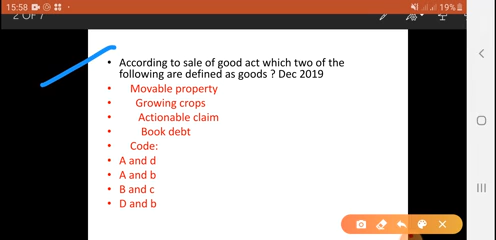 15:58
19%
2 OF 7
According to sale of good act which two of the
following are defined as goods ? Dec 2019
Movable property
Growing crops
Actionable claim
Book debt
Code:
A and d
A and b
B and c
D and b